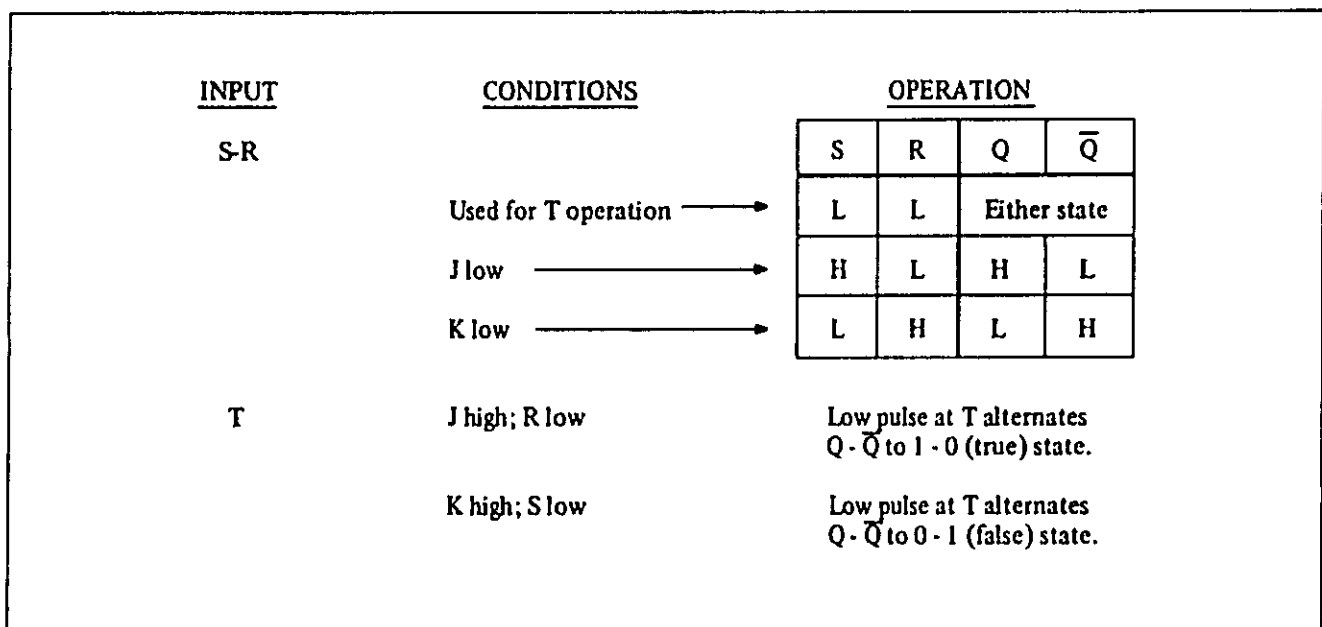 INPUT CONDITIONS OPERATION
S-R S R Q Q̅
Used for T operation L L Either state
J low H L H L
K low L H L H
T J high; R low Low pulse at T alternates
Q - Q̅ to 1 - 0 (true) state.
K high; S low Low pulse at T alternates
Q - Q̅ to 0 - 1 (false) state.